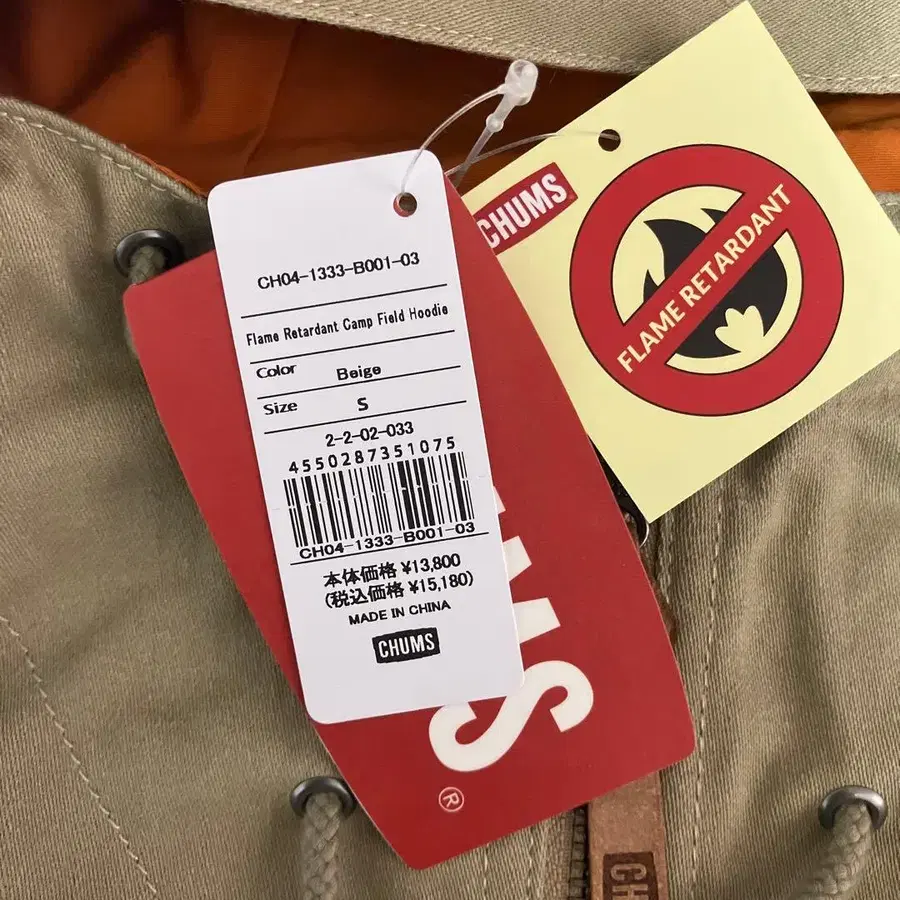 CH04-1333-B001-03
Flame Retardant Camp Field Hoodie
Color Beige
Size S
2-2-02-033
4550287351075
CH04-1333-B001-03
本体価格 ¥13,800
(税込価格 ¥15,180)
MADE IN CHINA
CHUMS
CHUMS
FLAME RETARDANT
MS
®
CH